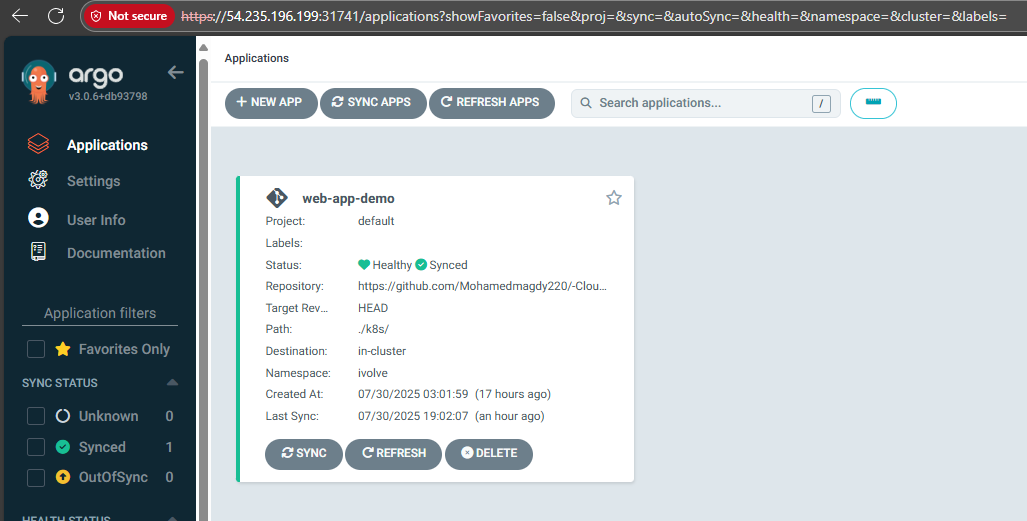 Not secure https://54.235.196.199:31741/applications?showFavorites=false&proj=&sync=&autoSync=&health=&namespace=&cluster=&labels=
argo
v3.0.6+db93798
Applications
Settings
User Info
Documentation
Application filters
Favorites Only
SYNC STATUS
Unknown 0
Synced 1
OutOfSync 0
HEALTH STATUS
Applications
+ NEW APP SYNC APPS REFRESH APPS Search applications... /
web-app-demo
Project: default
Labels:
Status: Healthy Synced
Repository: https://github.com/Mohamedmagdy220/-Clou...
Target Rev... HEAD
Path: ./k8s/
Destination: in-cluster
Namespace: ivolve
Created At: 07/30/2025 03:01:59 (17 hours ago)
Last Sync: 07/30/2025 19:02:07 (an hour ago)
SYNC REFRESH DELETE